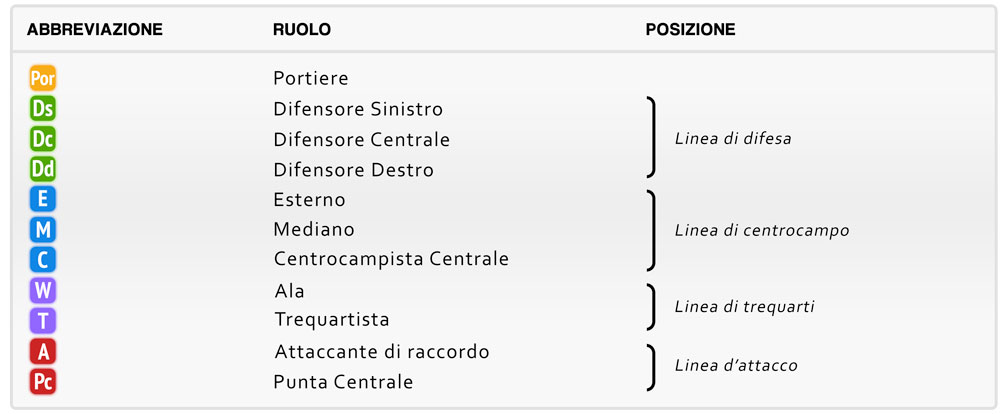 ABBREVIAZIONE RUOLO POSIZIONE
Por Portiere
Ds Difensore Sinistro
Dc Difensore Centrale Linea di difesa
Dd Difensore Destro
E Esterno
M Mediano Linea di centrocampo
C Centrocampista Centrale
W Ala
Linea di trequarti
T Trequartista
A Attaccante di raccordo
Linea d'attacco
Pc Punta Centrale